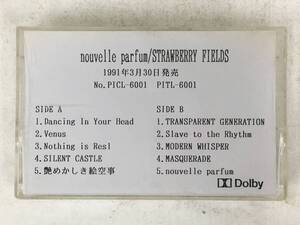 nouvelle parfum/STRAWBERRY FIELDS
1991年3月30日発売
No.PICL-6001 PITL-6001
SIDE A
1.Dancing In Your Head
2.Venus
3.Nothing is Resl
4.SILENT CASTLE
5.艶めかしき絵空事
SIDE B
1.TRANSPARENT GENERATION
2.Slave to the Rhythm
3.MODERN WHISPER
4.MASQUERADE
5.nouvelle parfum
Dolby